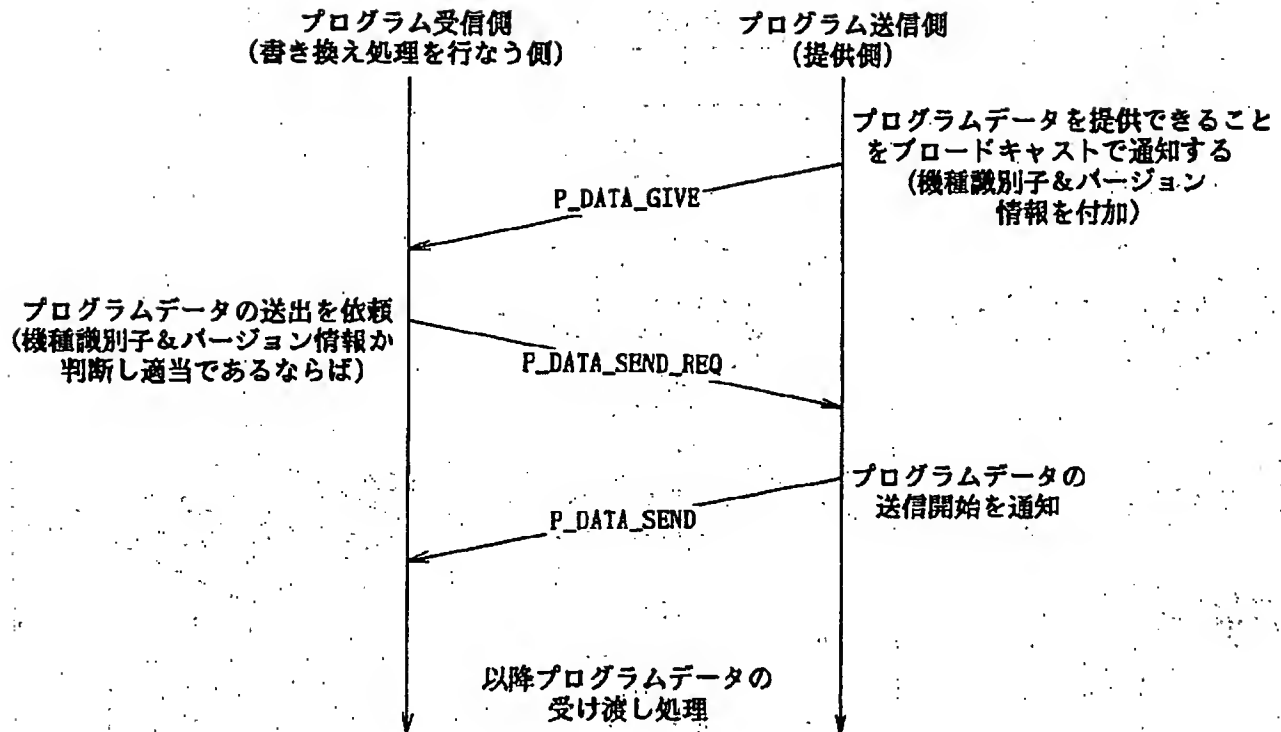 プログラム受信側
(書き換え処理を行なう側)
プログラム送信側
(提供側)
プログラムデータを提供できること
をブロードキャストで通知する
(機種識別子&バージョン
情報を付加)
P_DATA_GIVE
プログラムデータの送出を依頼
(機種識別子&バージョン情報か
判断し適当であるならば)
P_DATA_SEND_REQ
プログラムデータの
送信開始を通知
P_DATA_SEND
以降プログラムデータの
受け渡し処理